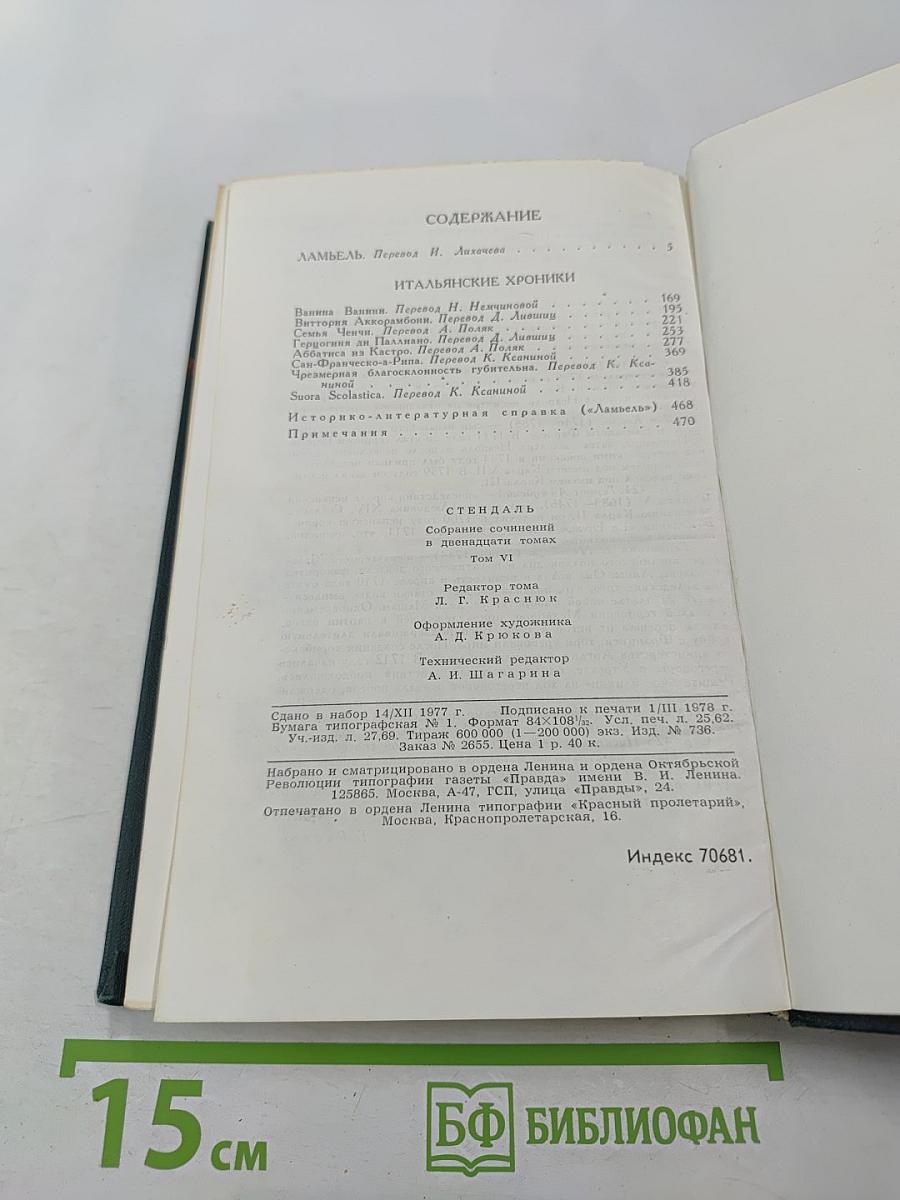 СОДЕРЖАНИЕ
ЛАМЬЕЛЬ. Перевод И. Лихачева . . . . . . . . . . . 5
ИТАЛЬЯНСКИЕ ХРОНИКИ
Ванина Ванини. Перевод Н. Немчиновой . . . . . . . 169
Виттория Аккорамбони. Перевод Д. Лившиц . . . . . . 195
Семья Ченчи. Перевод А. Поляк . . . . . . . . . . 221
Герцогиня ди Паллиано. Перевод Д. Лившиц . . . . . . 253
Аббатиса из Кастро. Перевод А. Поляк . . . . . . . . 277
Сан-Франческо-а-Рипа. Перевод К. Ксаниной . . . . . . 369
Чрезмерная благосклонность губительна. Перевод К. Кса-
ниной . . . . . . . . . . . . . . . . . 385
Suora Scolastica. Перевод К. Ксаниной . . . . . . . . 418
Историко-литературная справка («Ламьель») 468
Примечания . . . . . . . . . . . . . . . . . 470
СТЕНДАЛЬ
Собрание сочинений
в двенадцати томах
Том VI
Редактор тома
Л. Г. Краснюк
Оформление художника
А. Д. Крюкова
Технический редактор
А. И. Шагарина
Сдано в набор 14/XII 1977 г. Подписано к печати 1/III 1978 г.
Бумага типографская № 1. Формат 84×108¹/₃₂. Усл. печ. л. 25,62.
Уч.-изд. л. 27,69. Тираж 600 000 (1—200 000) экз. Изд. № 736.
Заказ № 2655. Цена 1 р. 40 к.
Набрано и сматрицировано в ордена Ленина и ордена Октябрьской
Революции типографии газеты «Правда» имени В. И. Ленина.
125865. Москва, А-47, ГСП, улица «Правды», 24.
Отпечатано в ордена Ленина типографии «Красный пролетарий»,
Москва, Краснопролетарская, 16.
Индекс 70681.
15 см
БФ БИБЛИОФАН